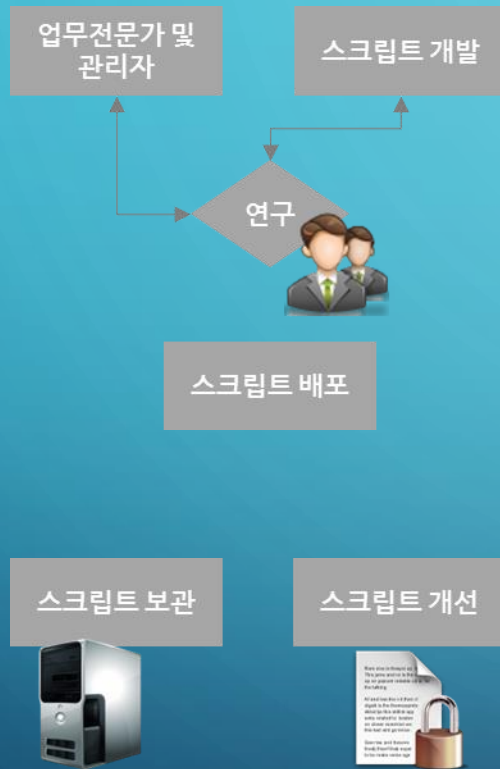 업무전문가 및
관리자
스크립트 개발
연구
스크립트 배포
스크립트 보관
스크립트 개선